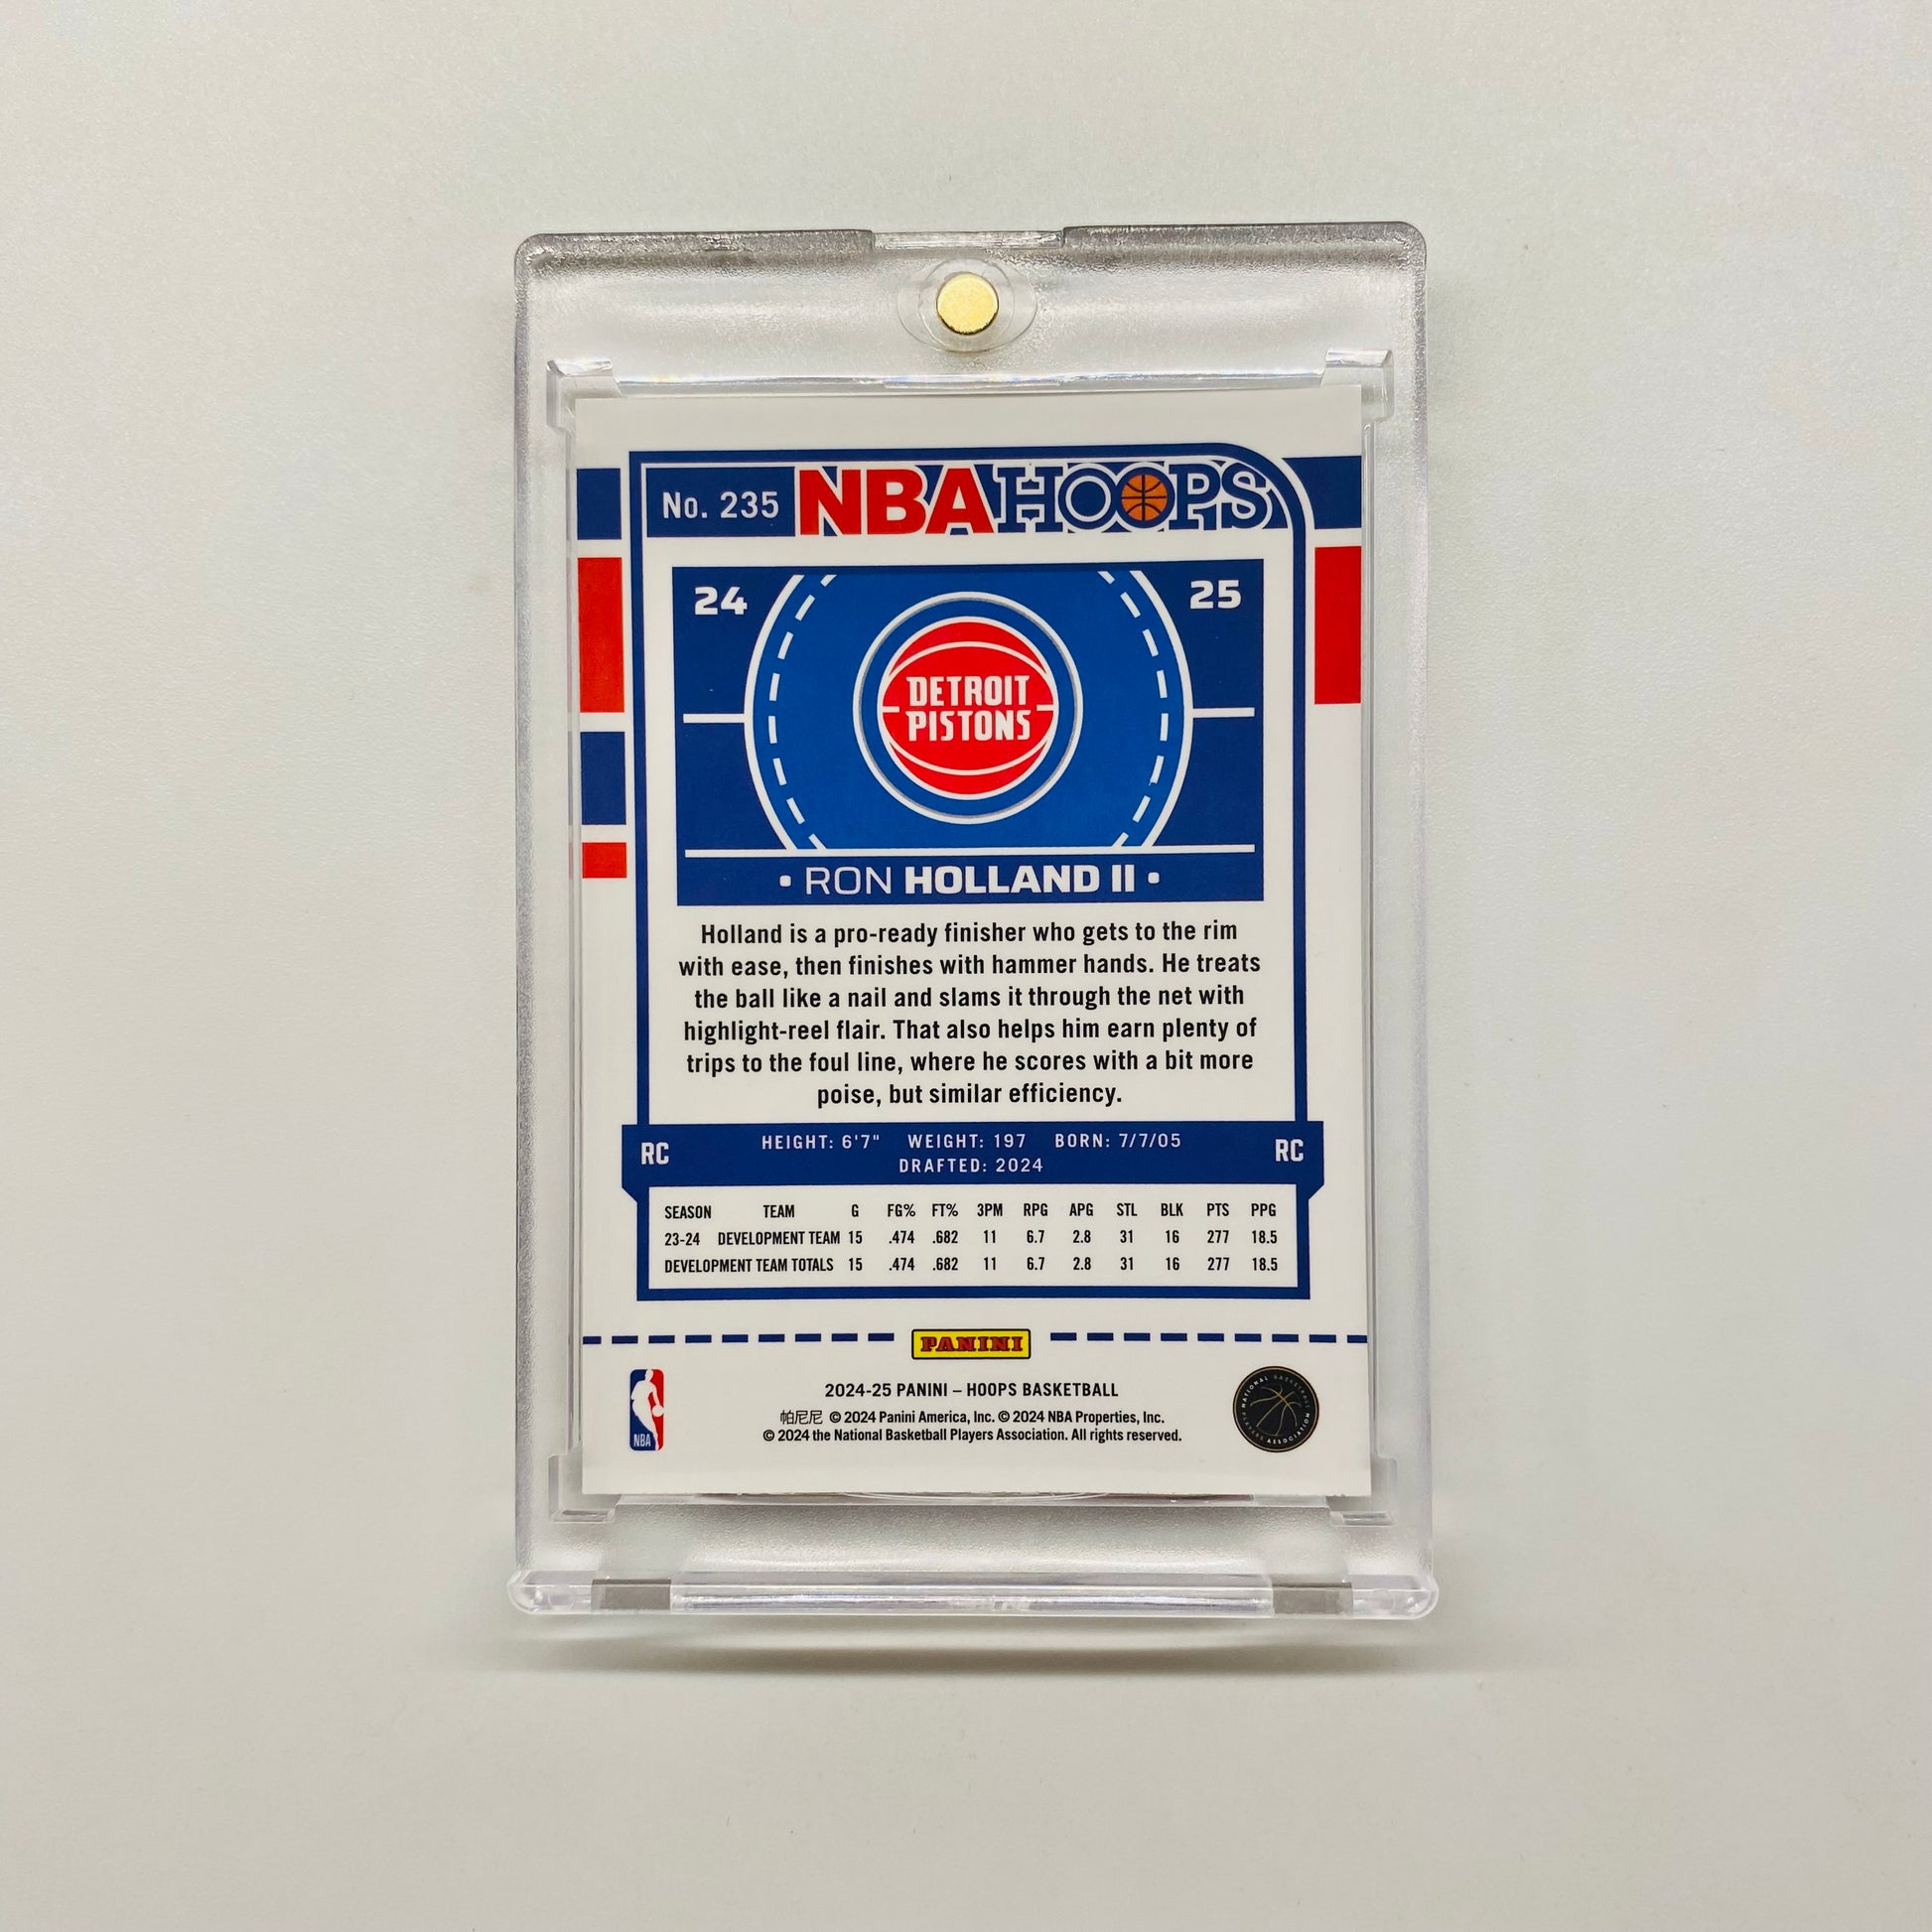 No. 235 NBA HOOPS
24 25
DETROIT
PISTONS
• RON HOLLAND II •
Holland is a pro-ready finisher who gets to the rim
with ease, then finishes with hammer hands. He treats
the ball like a nail and slams it through the net with
highlight-reel flair. That also helps him earn plenty of
trips to the foul line, where he scores with a bit more
poise, but similar efficiency.
RC HEIGHT: 6'7" WEIGHT: 197 BORN: 7/7/05 RC
DRAFTED: 2024
SEASON TEAM G FG% FT% 3PM RPG APG STL BLK PTS PPG
23-24 DEVELOPMENT TEAM 15 .474 .682 11 6.7 2.8 31 16 277 18.5
DEVELOPMENT TEAM TOTALS 15 .474 .682 11 6.7 2.8 31 16 277 18.5
PANINI
2024-25 PANINI – HOOPS BASKETBALL
帕尼尼 © 2024 Panini America, Inc. © 2024 NBA Properties, Inc.
© 2024 the National Basketball Players Association. All rights reserved.
NBA
NATIONAL BASKETBALL PLAYERS ASSOCIATION